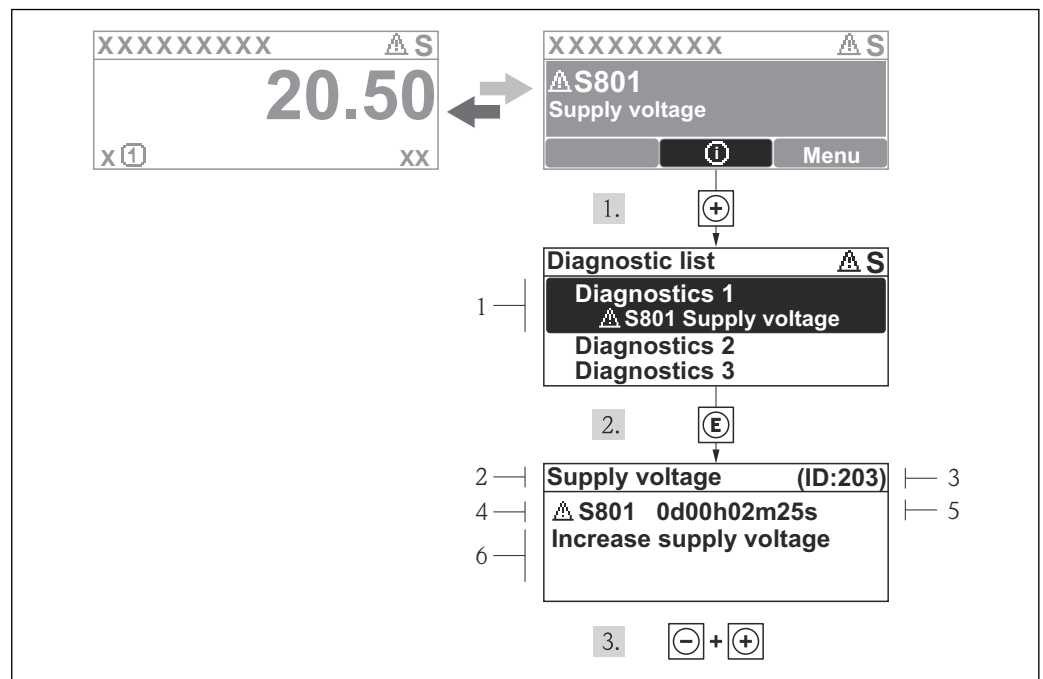 XXXXXXXXX ⚠ S
20.50
X ① XX
XXXXXXXXX ⚠ S
⚠ S801
Supply voltage
ⓘ Menu
1. ⊕
Diagnostic list ⚠ S
1
Diagnostics 1
⚠ S801 Supply voltage
Diagnostics 2
Diagnostics 3
2. Ⓔ
2 Supply voltage (ID:203) 3
4 ⚠ S801 0d00h02m25s 5
6 Increase supply voltage
3. ⊖ + ⊕